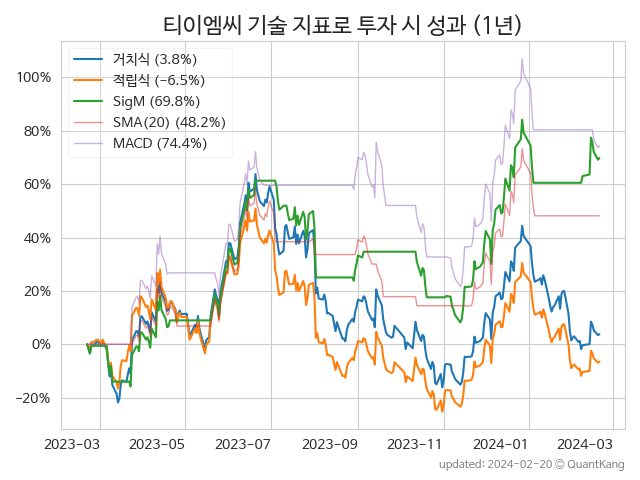 티이엠씨 기술 지표로 투자 시 성과 (1년)
거치식 (3.8%)
적립식 (−6.5%)
SigM (69.8%)
SMA(20) (48.2%)
MACD (74.4%)
100%
80%
60%
40%
20%
0%
−20%
2023-03 2023-05 2023-07 2023-09 2023-11 2024-01 2024-03
updated: 2024-02-20 © QuantKang